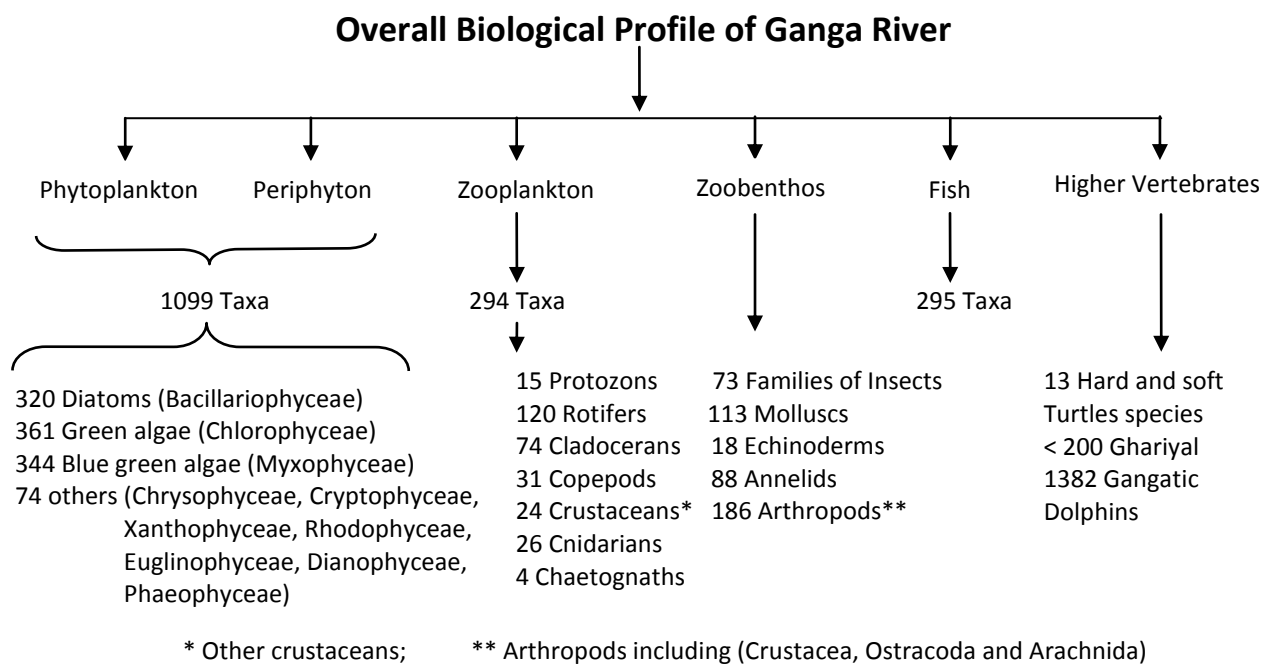 Overall Biological Profile of Ganga River
Phytoplankton
Periphyton
Zooplankton
Zoobenthos
Fish
Higher Vertebrates
1099 Taxa
294 Taxa
295 Taxa
320 Diatoms (Bacillariophyceae)
361 Green algae (Chlorophyceae)
344 Blue green algae (Myxophyceae)
74 others (Chrysophyceae, Cryptophyceae,
Xanthophyceae, Rhodophyceae,
Euglinophyceae, Dianophyceae,
Phaeophyceae)
15 Protozons
120 Rotifers
74 Cladocerans
31 Copepods
24 Crustaceans*
26 Cnidarians
4 Chaetognaths
73 Families of Insects
113 Molluscs
18 Echinoderms
88 Annelids
186 Arthropods**
13 Hard and soft
Turtles species
< 200 Ghariyal
1382 Gangatic
Dolphins
* Other crustaceans; ** Arthropods including (Crustacea, Ostracoda and Arachnida)